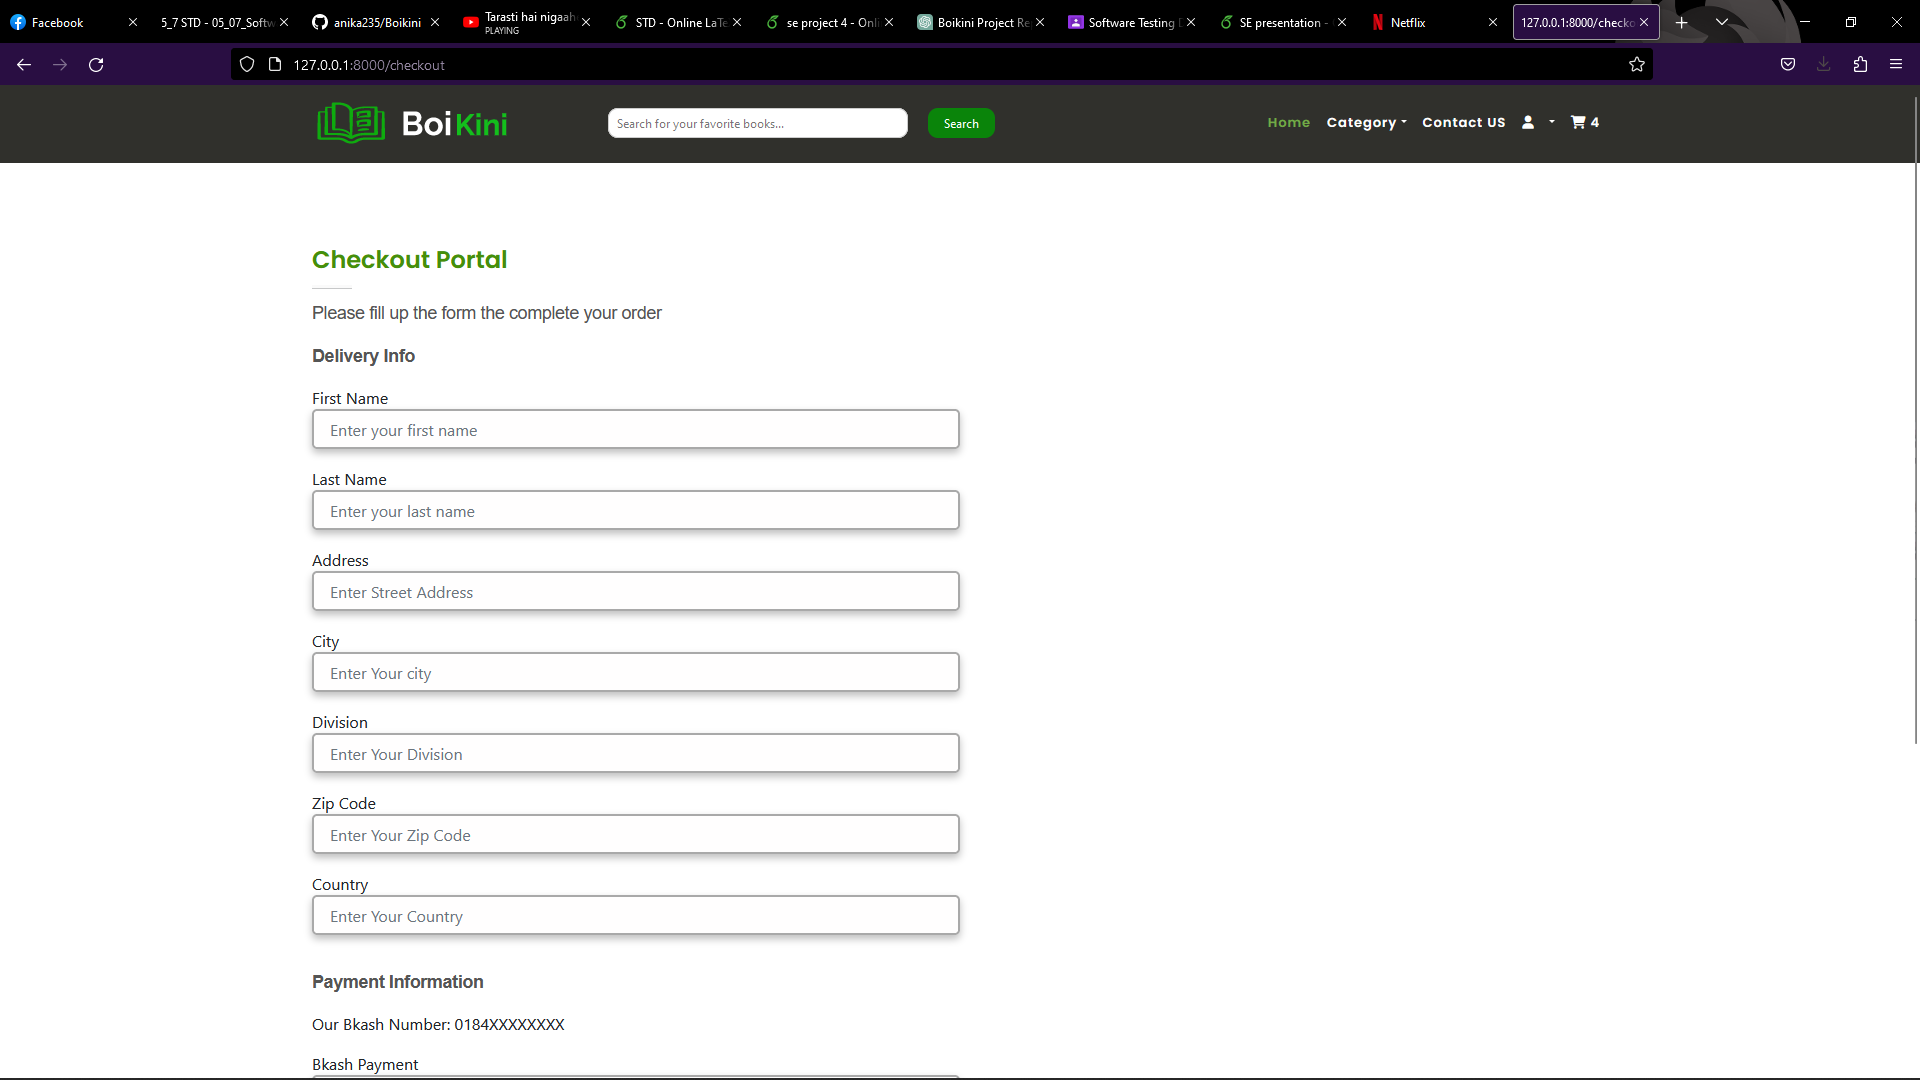 Facebook
5_7 STD - 05_07_Softw
anika235/Boikini
Tarasti hai nigaah
PLAYING
STD - Online LaTe
se project 4 - Onli
Boikini Project Re
Software Testing D
SE presentation -
Netflix
127.0.0.1:8000/checko
127.0.0.1:8000/checkout
BoiKini
Search for your favorite books...
Search
Home
Category
Contact US
4
Checkout Portal
Please fill up the form the complete your order
Delivery Info
First Name
Enter your first name
Last Name
Enter your last name
Address
Enter Street Address
City
Enter Your city
Division
Enter Your Division
Zip Code
Enter Your Zip Code
Country
Enter Your Country
Payment Information
Our Bkash Number: 0184XXXXXXXX
Bkash Payment